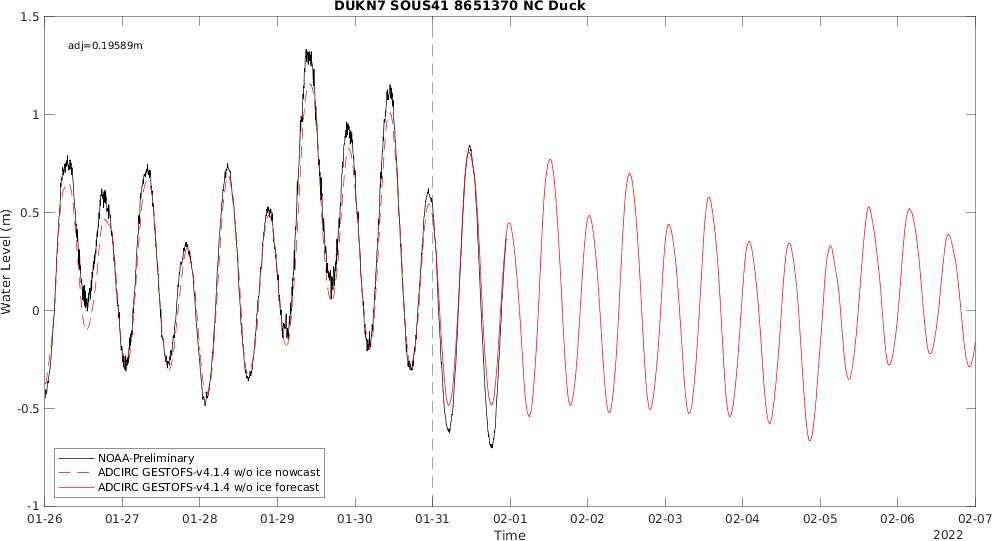 DUKN7 SOUS41 8651370 NC Duck
adj=0.19589m
1.5
1
0.5
0
-0.5
-1
Water Level (m)
NOAA-Preliminary
ADCIRC GESTOFS-v4.1.4 w/o ice nowcast
ADCIRC GESTOFS-v4.1.4 w/o ice forecast
01-26 01-27 01-28 01-29 01-30 01-31 02-01 02-02 02-03 02-04 02-05 02-06 02-07
Time
2022